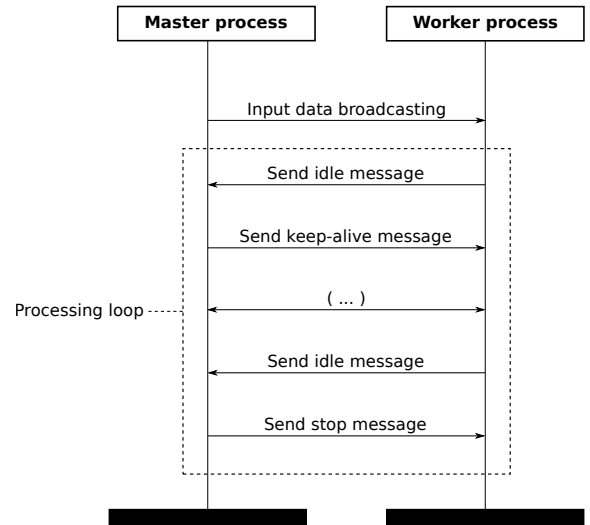 Master process
Worker process
Input data broadcasting
Send idle message
Send keep-alive message
Processing loop
( ... )
Send idle message
Send stop message